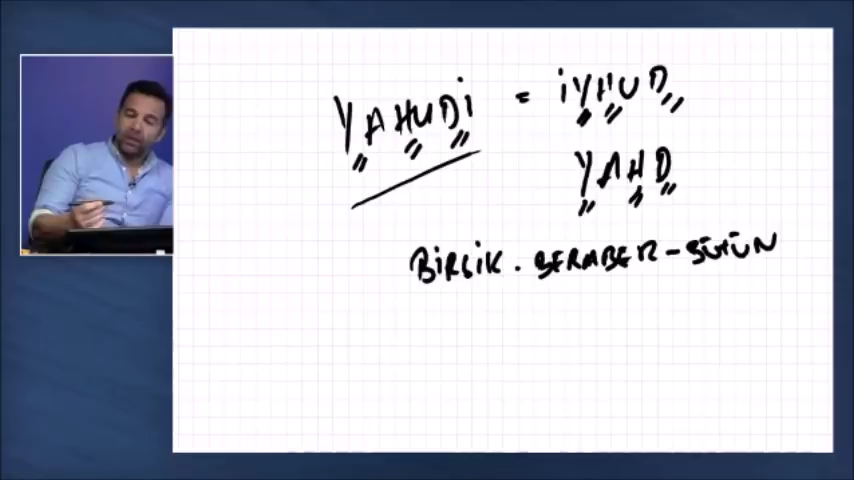 YAHUDİ = İYHUD
YAHD
BİRLİK. BERABER - BÜTÜN